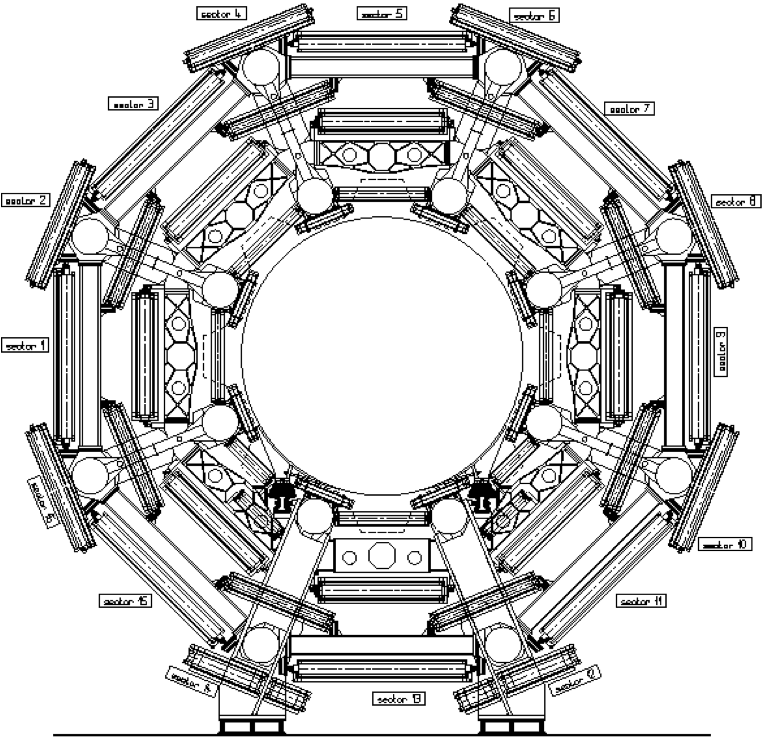 sector 4
sector 5
sector 6
sector 3
sector 7
sector 2
sector 8
sector 1
sector 9
sector 16
sector 10
sector 15
sector 11
sector 14
sector 13
sector 12